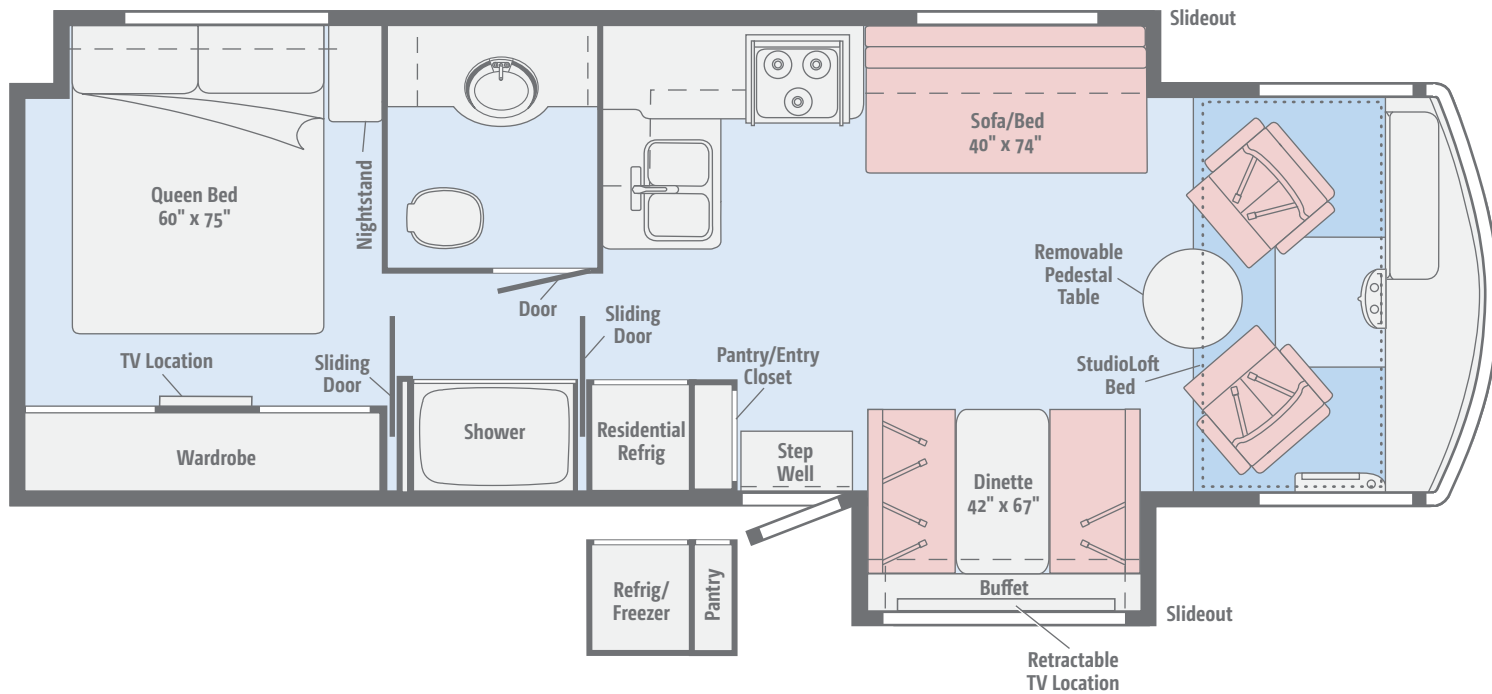 Slideout
Sofa/Bed
40" x 74"
Queen Bed
60" x 75"
Nightstand
Removable
Pedestal
Table
Door
Sliding
Door
TV Location
Sliding
Door
Pantry/Entry
Closet
StudioLoft
Bed
Wardrobe
Shower
Residential
Refrig
Step
Well
Dinette
42" x 67"
Refrig/
Freezer
Pantry
Buffet
Slideout
Retractable
TV Location